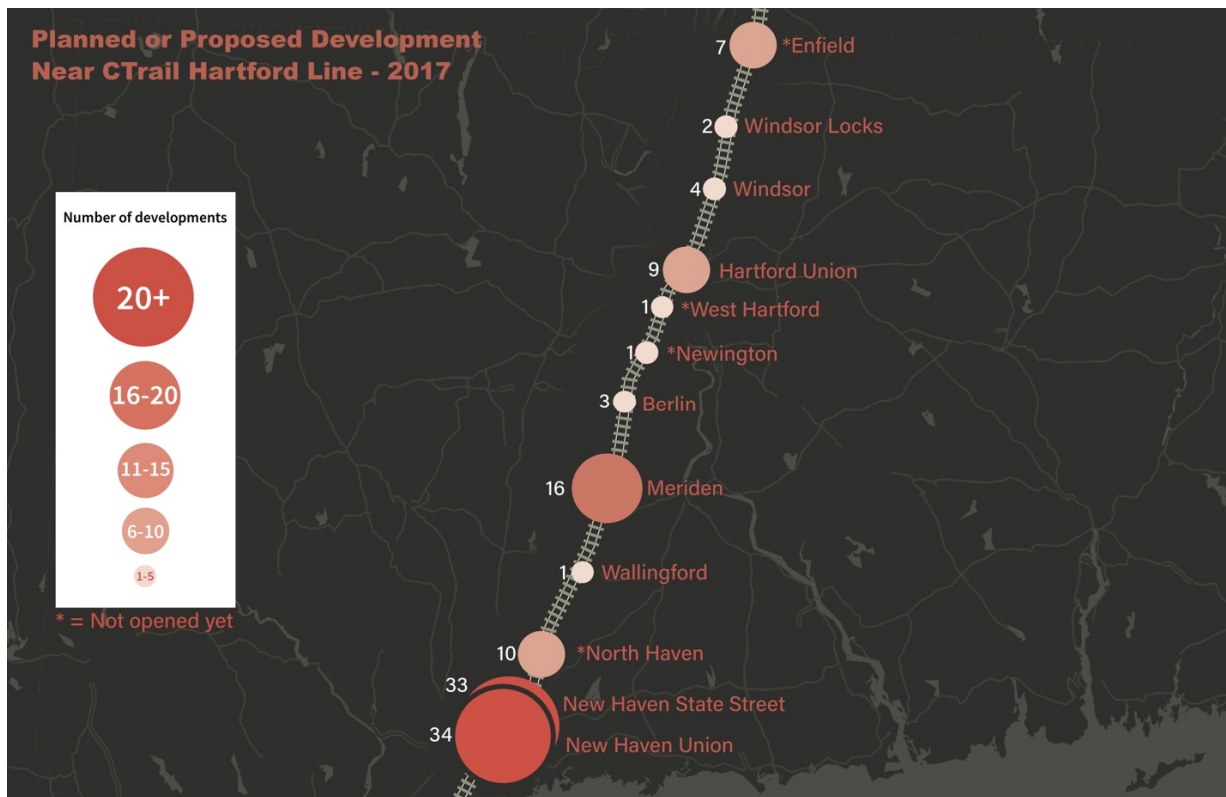 Planned or Proposed Development
Near CTrail Hartford Line - 2017
7 *Enfield
2 Windsor Locks
4 Windsor
Number of developments
20+
16-20
11-15
6-10
1-5
* = Not opened yet
9 Hartford Union
1 *West Hartford
1 *Newington
3 Berlin
16 Meriden
1 Wallingford
10 *North Haven
33 New Haven State Street
34 New Haven Union